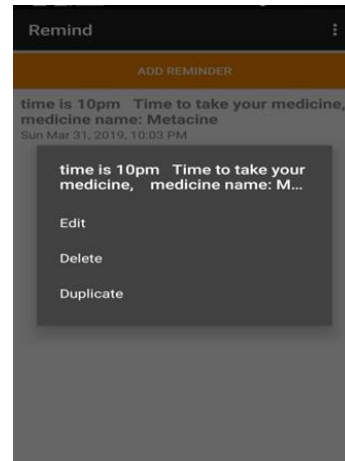 Remind
ADD REMINDER
time is 10pm Time to take your medicine,
medicine name: Metacine
Sun Mar 31, 2019, 10:03 PM
time is 10pm Time to take your
medicine, medicine name: M...
Edit
Delete
Duplicate